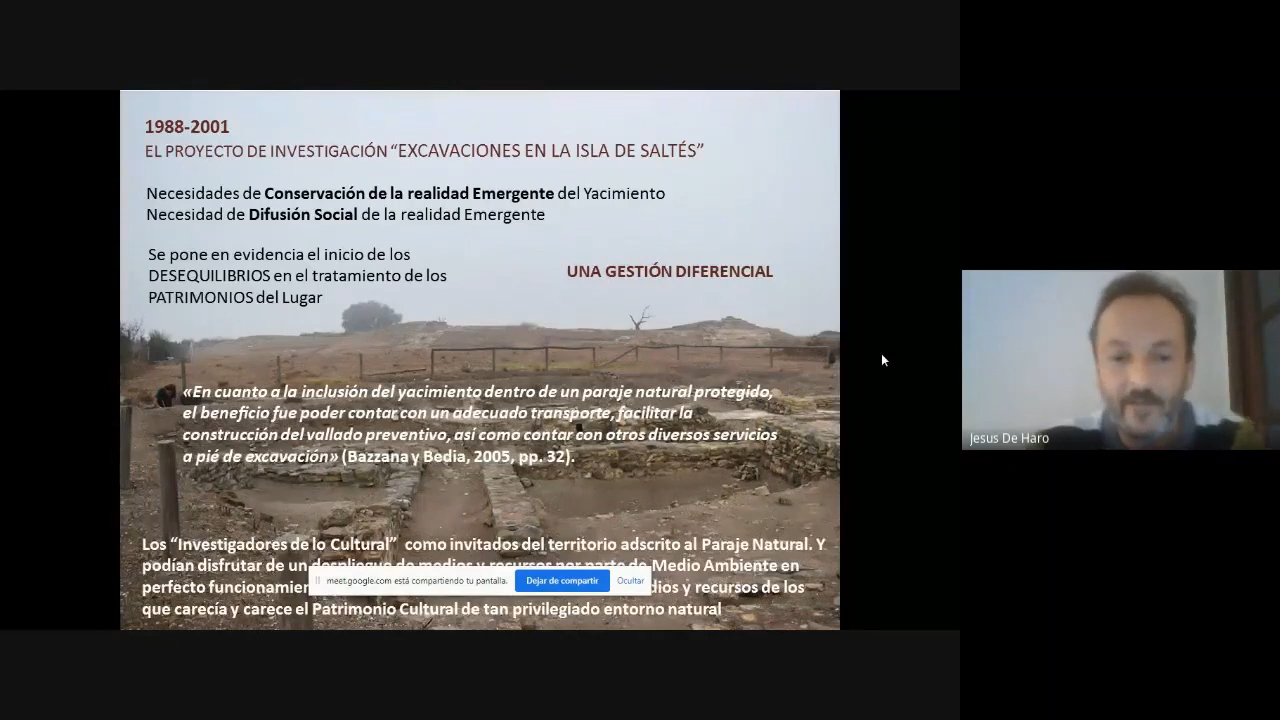 1988-2001
EL PROYECTO DE INVESTIGACIÓN “EXCAVACIONES EN LA ISLA DE SALTÉS”
Necesidades de Conservación de la realidad Emergente del Yacimiento
Necesidad de Difusión Social de la realidad Emergente
Se pone en evidencia el inicio de los
DESEQUILIBRIOS en el tratamiento de los
PATRIMONIOS del Lugar
UNA GESTIÓN DIFERENCIAL
«En cuanto a la inclusión del yacimiento dentro de un paraje natural protegido,
el beneficio fue poder contar con un adecuado transporte, facilitar la
construcción del vallado preventivo, así como contar con otros diversos servicios
a pié de excavación» (Bazzana y Bedia, 2005, pp. 32).
Los “Investigadores de lo Cultural” como invitados del territorio adscrito al Paraje Natural. Y
podían disfrutar de un despliegue de medios y recursos por parte de Medio Ambiente en
perfecto y recursos de los
que carecía y carece el Patrimonio Cultural de tan privilegiado entorno natural
meet.google.com está compartiendo tu pantalla.
Dejar de compartir
Ocultar
Jesus De Haro